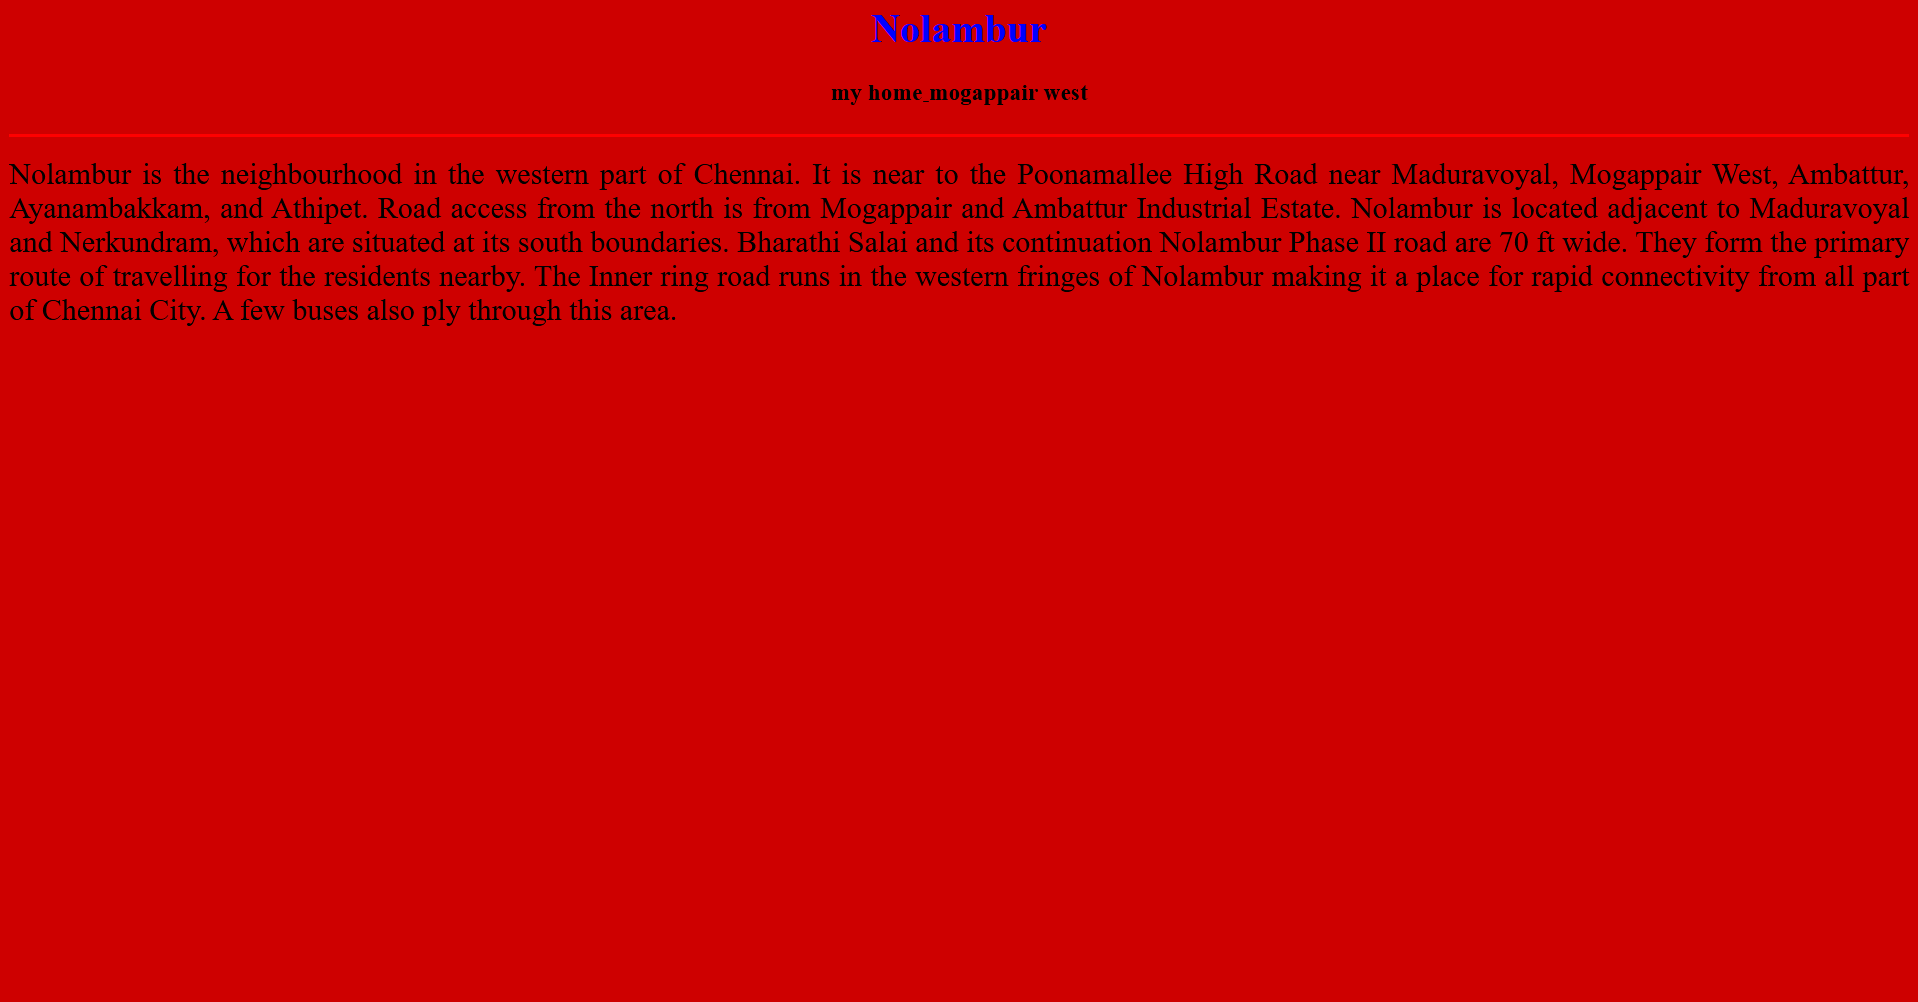 Nolambur
my home mogappair west
Nolambur is the neighbourhood in the western part of Chennai. It is near to the Poonamallee High Road near Maduravoyal, Mogappair West, Ambattur,
Ayanambakkam, and Athipet. Road access from the north is from Mogappair and Ambattur Industrial Estate. Nolambur is located adjacent to Maduravoyal
and Nerkundram, which are situated at its south boundaries. Bharathi Salai and its continuation Nolambur Phase II road are 70 ft wide. They form the primary
route of travelling for the residents nearby. The Inner ring road runs in the western fringes of Nolambur making it a place for rapid connectivity from all part
of Chennai City. A few buses also ply through this area.